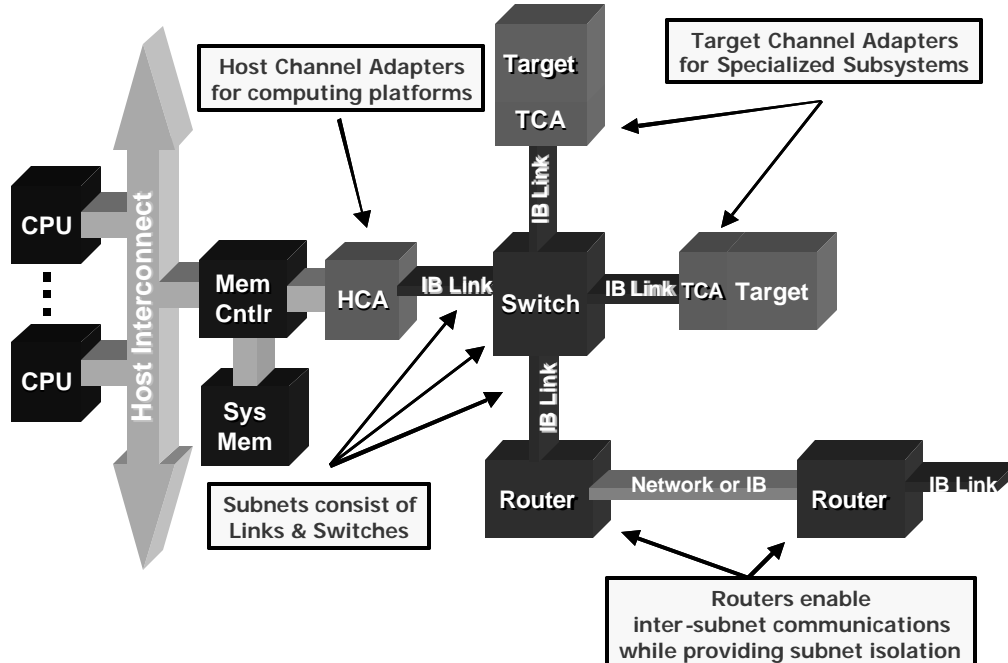 Host Channel Adapters
for computing platforms
Target
TCA
Target Channel Adapters
for Specialized Subsystems
IB Link
CPU
CPU
Host Interconnect
Mem
Cntlr
HCA
IB Link
Switch
IB Link
TCA
Target
Sys
Mem
IB Link
Subnets consist of
Links & Switches
Router
Network or IB
Router
IB Link
Routers enable
inter-subnet communications
while providing subnet isolation